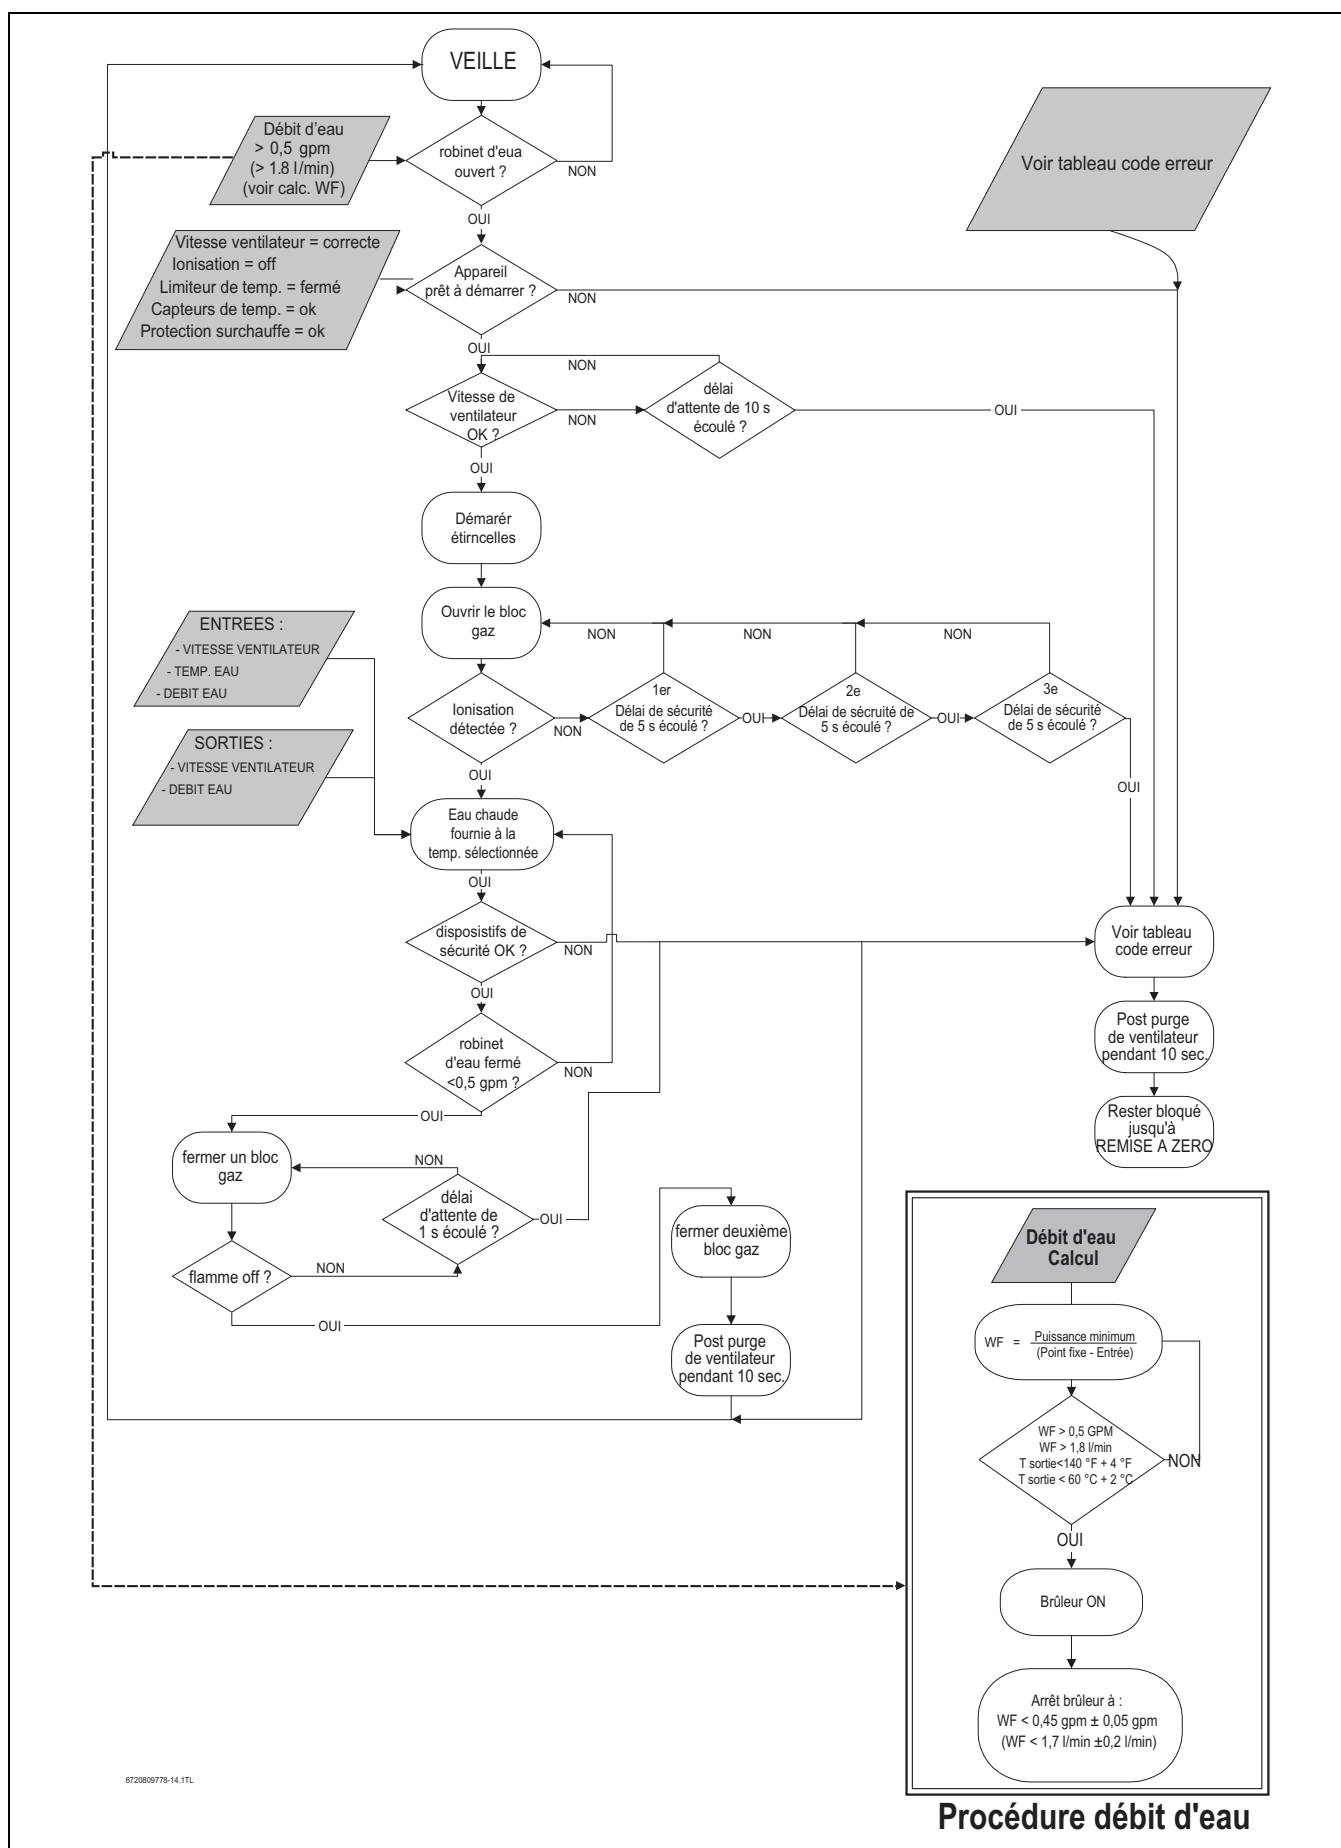 VEILLE
Débit d'eau
> 0,5 gpm
(> 1.8 l/min)
(voir calc. WF)
robinet d'eua
ouvert ?
NON
OUI
Voir tableau code erreur
Vitesse ventilateur = correcte
Ionisation = off
Limiteur de temp. = fermé
Capteurs de temp. = ok
Protection surchauffe = ok
Appareil
prêt à démarrer ?
NON
OUI
NON
Vitesse de
ventilateur
OK ?
NON
délai
d'attente de 10 s
écoulé ?
OUI
OUI
Démarér
étirncelles
Ouvrir le bloc
gaz
NON
NON
NON
ENTREES :
- VITESSE VENTILATEUR
- TEMP. EAU
- DEBIT EAU
Ionisation
détectée ?
NON
1er
Délai de sécurité
de 5 s écoulé ?
OUI
2e
Délai de sécruité de
5 s écoulé ?
OUI
3e
Délai de sécurité
de 5 s écoulé ?
OUI
SORTIES :
- VITESSE VENTILATEUR
- DEBIT EAU
OUI
Eau chaude
fournie à la
temp. sélectionnée
OUI
disposistifs de
sécurité OK ?
NON
OUI
Voir tableau
code erreur
Post purge
de ventilateur
pendant 10 sec.
Rester bloqué
jusqu'à
REMISE A ZERO
robinet
d'eau fermé
<0,5 gpm ?
NON
OUI
fermer un bloc
gaz
NON
délai
d'attente de
1 s écoulé ?
OUI
flamme off ?
NON
OUI
fermer deuxième
bloc gaz
Post purge
de ventilateur
pendant 10 sec.
Débit d'eau
Calcul
WF = Puissance minimum
(Point fixe - Entrée)
WF > 0,5 GPM
WF > 1,8 l/min
T sortie<140 °F + 4 °F
T sortie < 60 °C + 2 °C
NON
OUI
Brûleur ON
Arrêt brûleur à :
WF < 0,45 gpm ± 0,05 gpm
(WF < 1,7 l/min ±0,2 l/min)
6720809778-14.1TL
Procédure débit d'eau